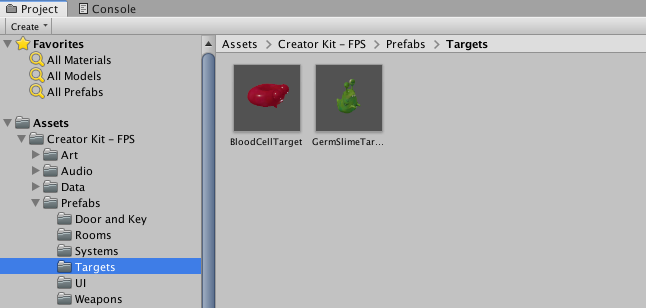 Project
Console
Create
Favorites
All Materials
All Models
All Prefabs
Assets
Creator Kit – FPS
Art
Audio
Data
Prefabs
Door and Key
Rooms
Systems
Targets
UI
Weapons
Assets > Creator Kit – FPS > Prefabs > Targets
BloodCellTarget
GermSlimeTar...